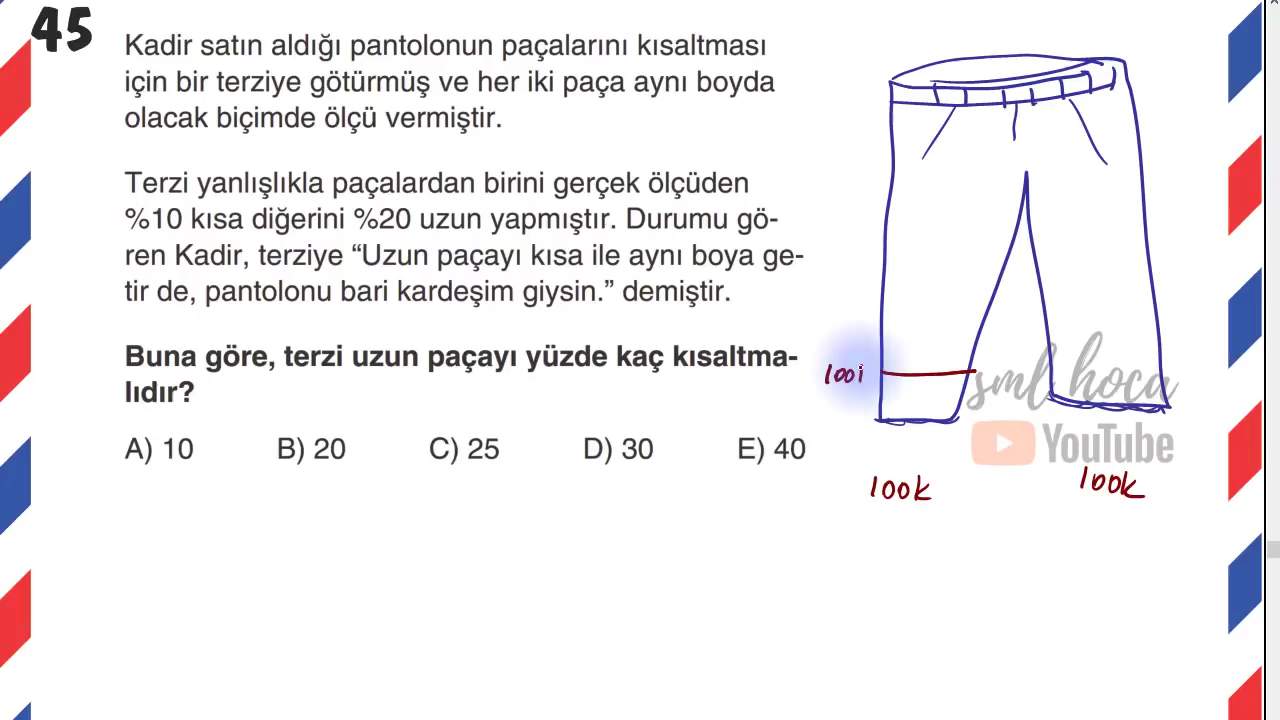 45
Kadir satın aldığı pantolonun paçalarını kısaltması
için bir terziye götürmüş ve her iki paça aynı boyda
olacak biçimde ölçü vermiştir.
Terzi yanlışlıkla paçalardan birini gerçek ölçüden
%10 kısa diğerini %20 uzun yapmıştır. Durumu gö-
ren Kadir, terziye “Uzun paçayı kısa ile aynı boya ge-
tir de, pantolonu bari kardeşim giysin.” demiştir.
Buna göre, terzi uzun paçayı yüzde kaç kısaltma-
lıdır?
A) 10 B) 20 C) 25 D) 30 E) 40
100
sml hoca
YouTube
100k 100k